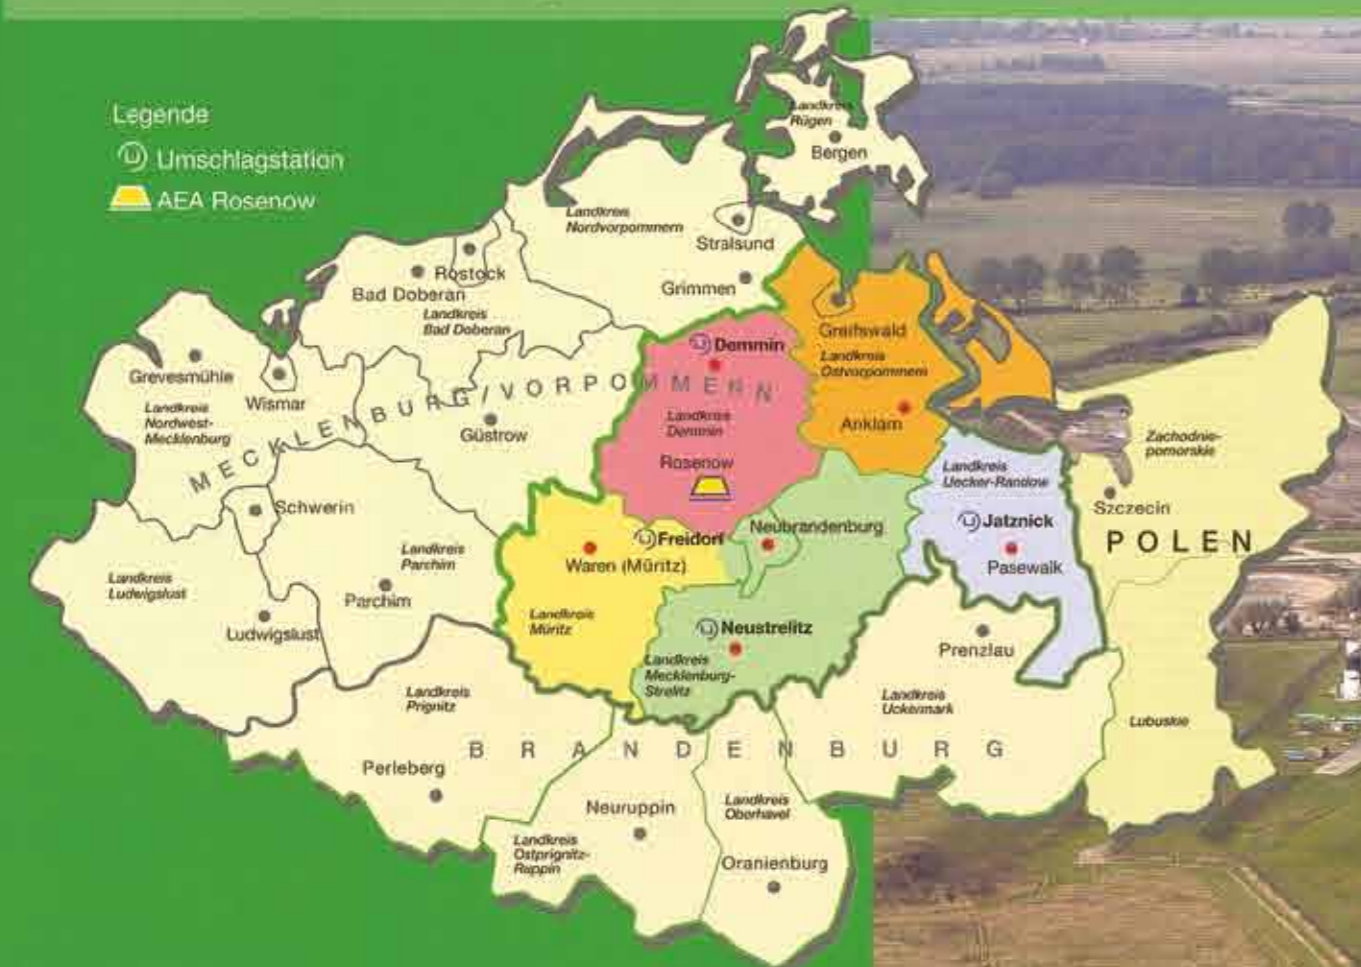 Legende
Umschlagstation
AEA Rosenow
Landkreis
Rügen
Bergen
Landkreis
Nordvorpommern
Stralsund
Grimmen
Rostock
Bad Doberan
Landkreis
Bad Doberan
Greifswald
Landkreis
Ostvorpommern
Anklam
Demmin
Landkreis
Demmin
Rosenow
MECKLENBURG/VORPOMMERN
Grevesmühle
Wismar
Landkreis
Nordwest-
Mecklenburg
Güstrow
Schwerin
Landkreis
Parchim
Parchim
Landkreis
Ludwigslust
Ludwigslust
Freidorf
Waren (Müritz)
Landkreis
Müritz
Neubrandenburg
Neustrelitz
Landkreis
Mecklenburg-
Strelitz
Landkreis
Uecker-Randow
Jatznick
Pasewalk
Zachodnie-
pomorskie
Szczecin
POLEN
Lubuskie
Prenzlau
Landkreis
Uckermark
BRANDENBURG
Landkreis
Prignitz
Perleberg
Neuruppin
Landkreis
Ostprignitz-
Ruppin
Landkreis
Oberhavel
Oranienburg